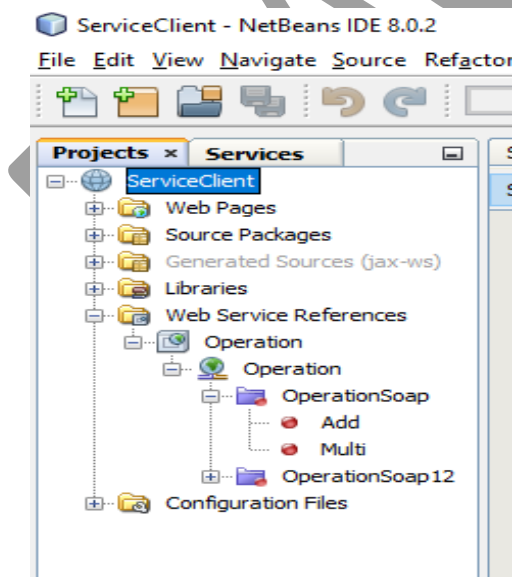 ServiceClient - NetBeans IDE 8.0.2
File Edit View Navigate Source Refactor
Projects × Services
ServiceClient
Web Pages
Source Packages
Generated Sources (jax-ws)
Libraries
Web Service References
Operation
Operation
OperationSoap
Add
Multi
OperationSoap12
Configuration Files